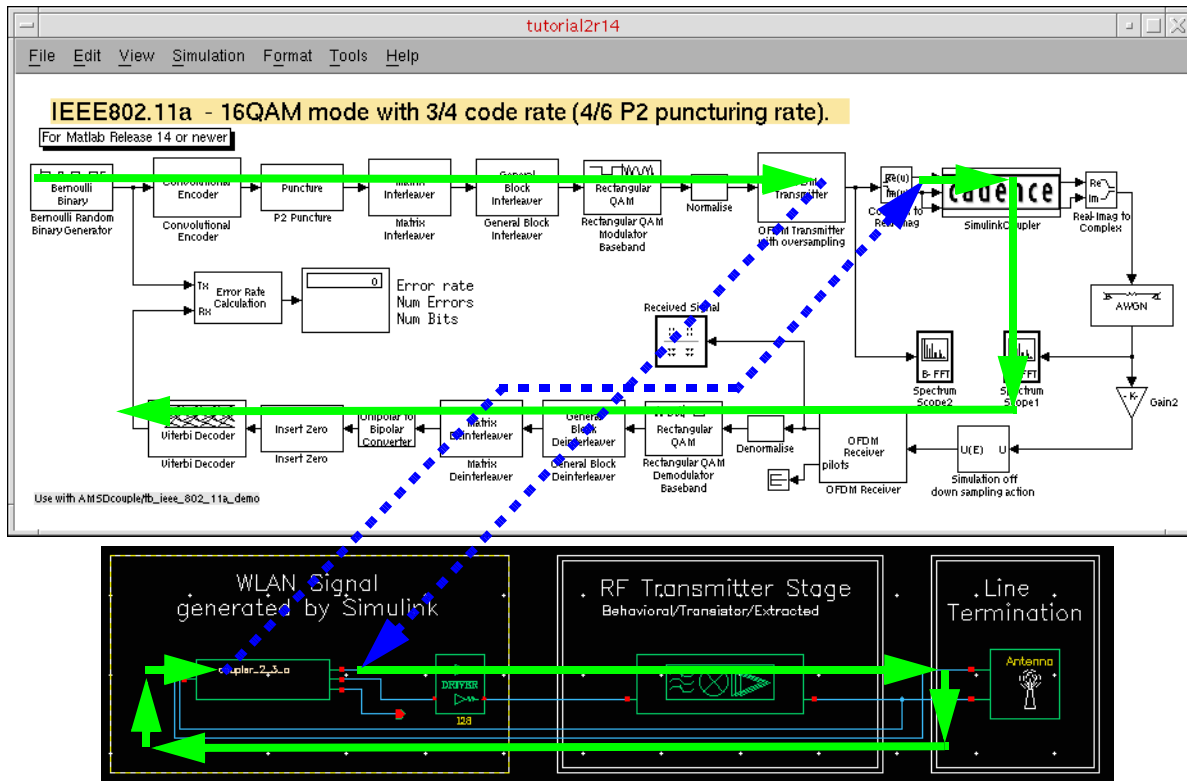 tutorial2r14
File Edit View Simulation Format Tools Help
IEEE802.11a - 16QAM mode with 3/4 code rate (4/6 P2 puncturing rate).
For Matlab Release 14 or newer
Bernoulli
Binary
Bernoulli Random
Binary Generator
Convolutional
Encoder
Convolutional
Encoder
Puncture
P2 Puncture
Matrix
Interleaver
Matrix
Interleaver
General
Block
Interleaver
General Block
Interleaver
Rectangular
QAM
Rectangular QAM
Modulator
Baseband
Normalise
Transmitter
OFDM Transmitter
with oversampling
Re(u)
Im(u)
cadence
SimulinkCoupler
Re
Im
Real-Imag to
Complex
AWGN
Tx
Rx
Error Rate
Calculation
0
Error rate
Num Errors
Num Bits
Received Signal
B- FFT
Spectrum
Scope2
FFT
Spectrum
Scope1
-K-
Gain2
Viterbi Decoder
Viterbi Decoder
Insert Zero
Insert Zero
Unipolar to
Bipolar
Converter
Matrix
Deinterleaver
Matrix
Deinterleaver
General
Block
Deinterleaver
General Block
Deinterleaver
Rectangular
QAM
Rectangular QAM
Demodulator
Baseband
Denormalise
OFDM
Receiver
pilots
OFDM Receiver
U(E) U
Simulation off
down sampling action
Use with AMSDcouple/tb_ieee_802_11a_demo
WLAN Signal
generated by Simulink
RF Transmitter Stage
Behavioral/Transistor/Extracted
Line
Termination
coupler_2_3_a
DRIVER
128
Antenna